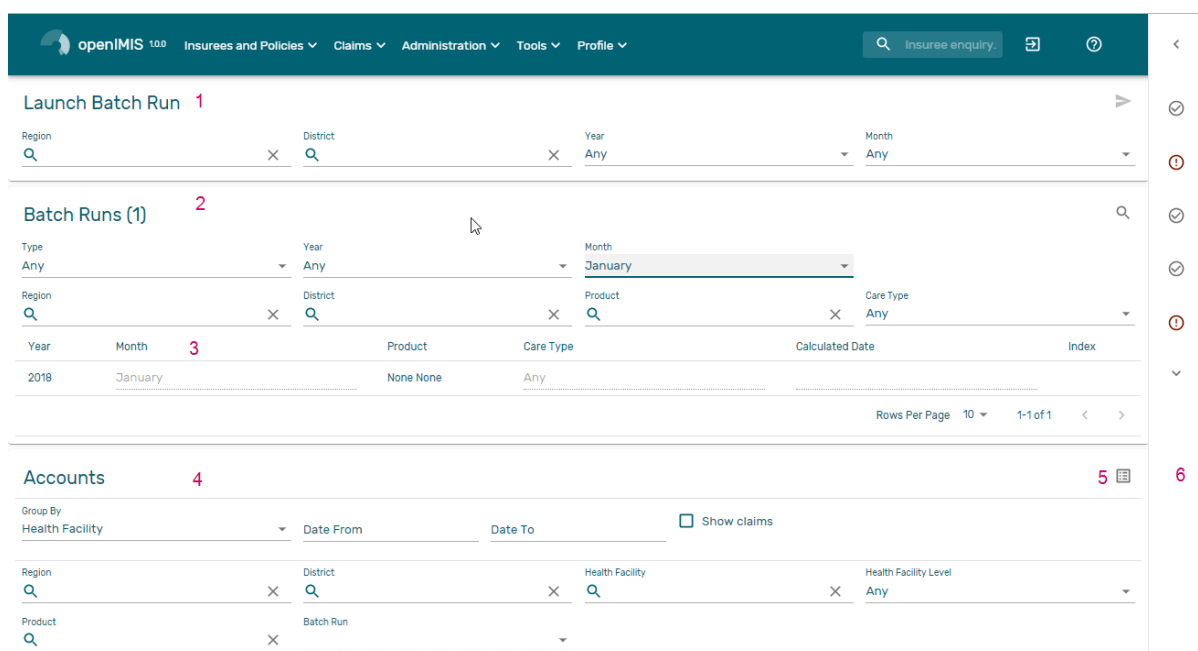 openIMIS 1.0.0 Insurees and Policies Claims Administration Tools Profile Insuree enquiry.
Launch Batch Run 1
Region District Year Month
Any Any
Batch Runs (1) 2
Type Year Month
Any Any January
Region District Product Care Type
Any
Year Month 3 Product Care Type Calculated Date Index
2018 January None None Any
Rows Per Page 10 1-1 of 1
Accounts 4 5 6
Group By
Health Facility Date From Date To Show claims
Region District Health Facility Health Facility Level
Any
Product Batch Run